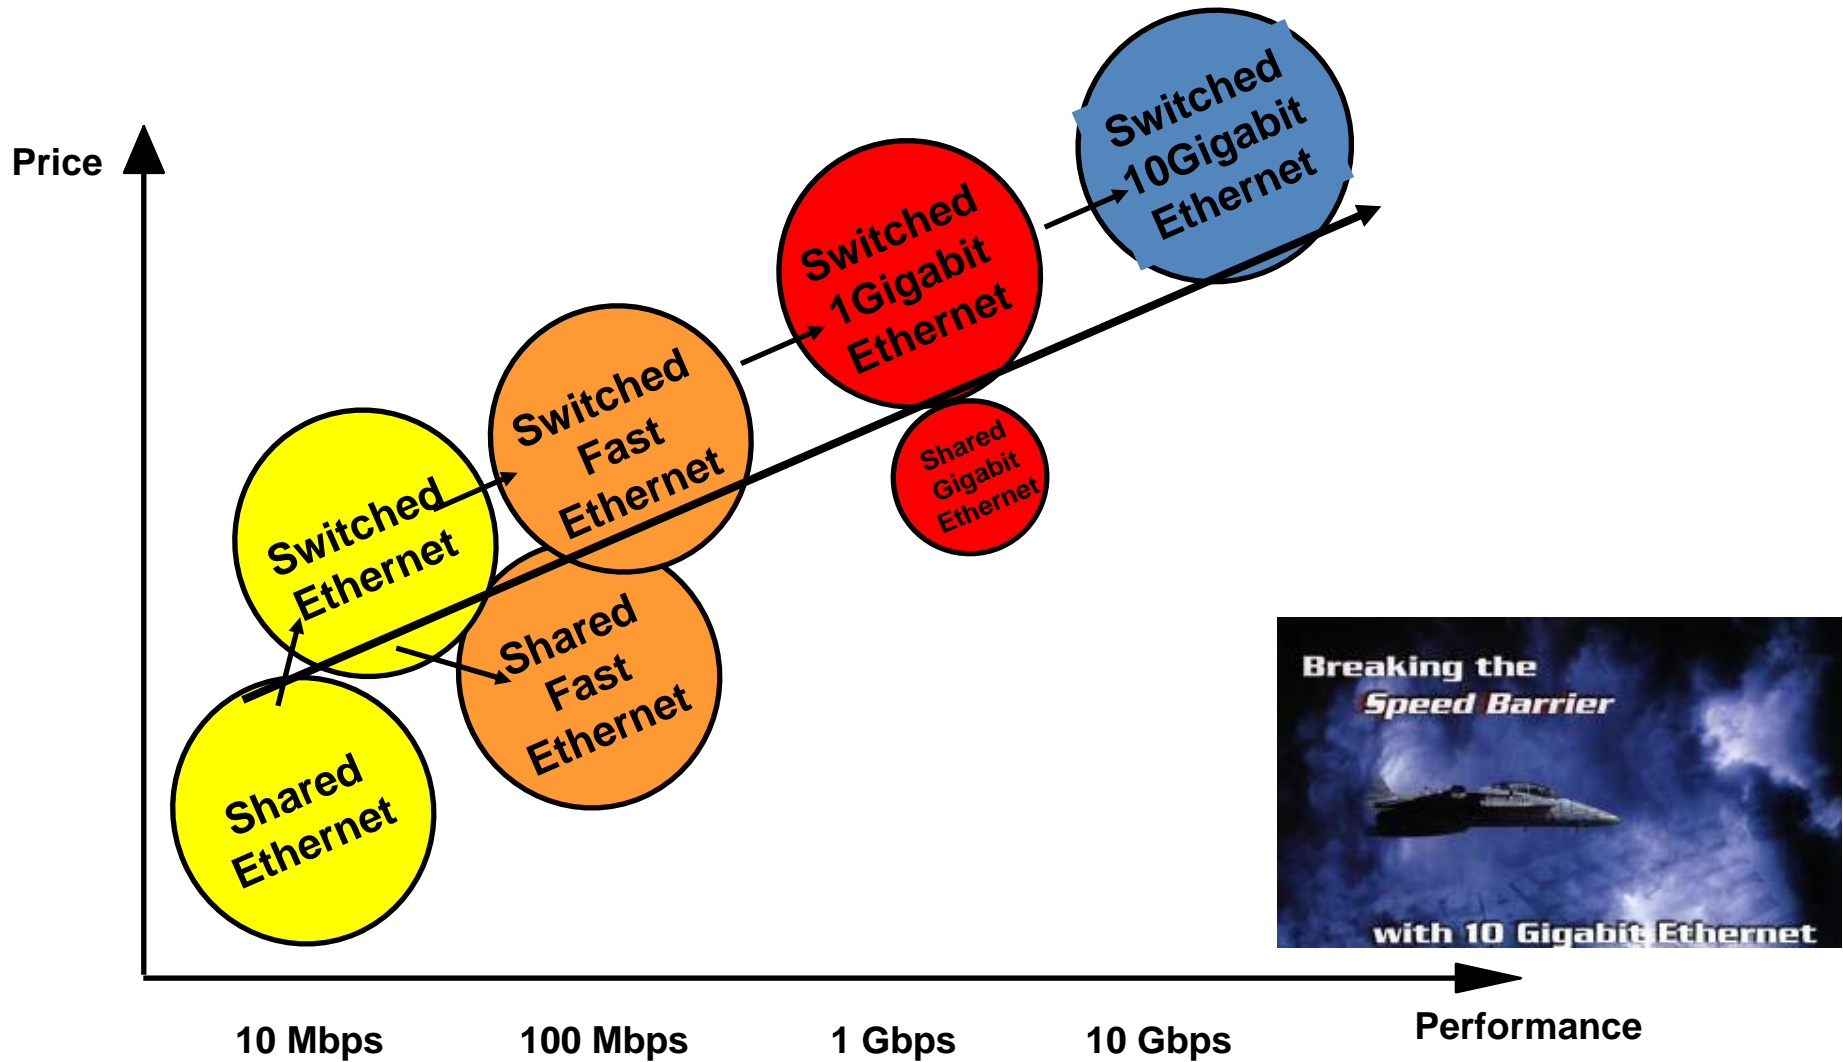 Price
Switched
10Gigabit
Ethernet
Switched
1Gigabit
Ethernet
Switched
Fast
Ethernet
Shared
Gigabit
Ethernet
Switched
Ethernet
Shared
Fast
Ethernet
Shared
Ethernet
Breaking the
Speed Barrier
with 10 Gigabit Ethernet
10 Mbps
100 Mbps
1 Gbps
10 Gbps
Performance